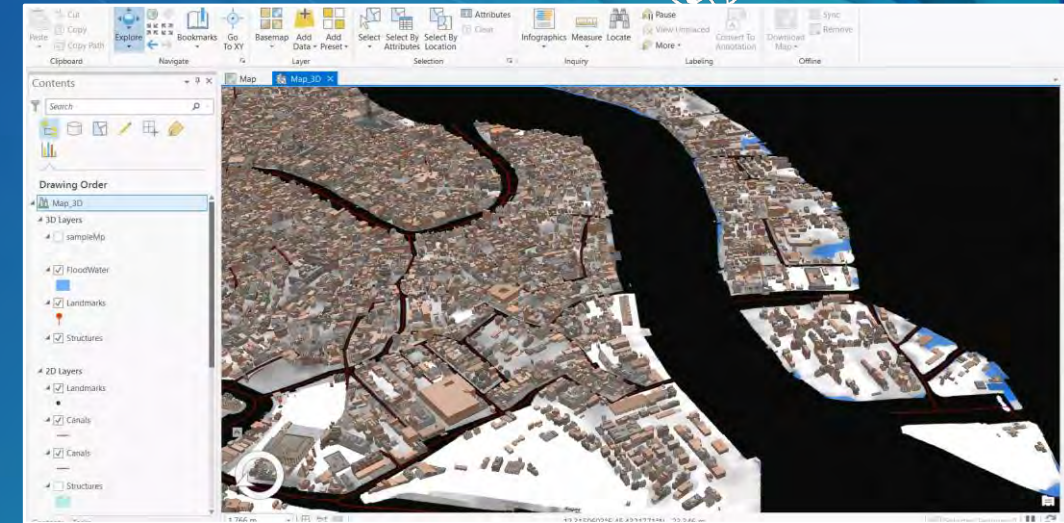 Cut
Copy
Copy Path
Paste
Clipboard
Explore
Bookmarks
Go To XY
Navigate
Basemap
Add Data
Add Preset
Layer
Select
Select By Attributes
Select By Location
Attributes
Clear
Selection
Infographics
Measure
Locate
Inquiry
Pause
View Unplaced
More
Convert To Annotation
Labeling
Download Map
Sync
Remove
Offline
Contents
Map
Map_3D
Search
Drawing Order
Map_3D
3D Layers
sampleMp
FloodWater
Landmarks
Structures
2D Layers
Landmarks
Canals
Canals
Structures
1,766 m